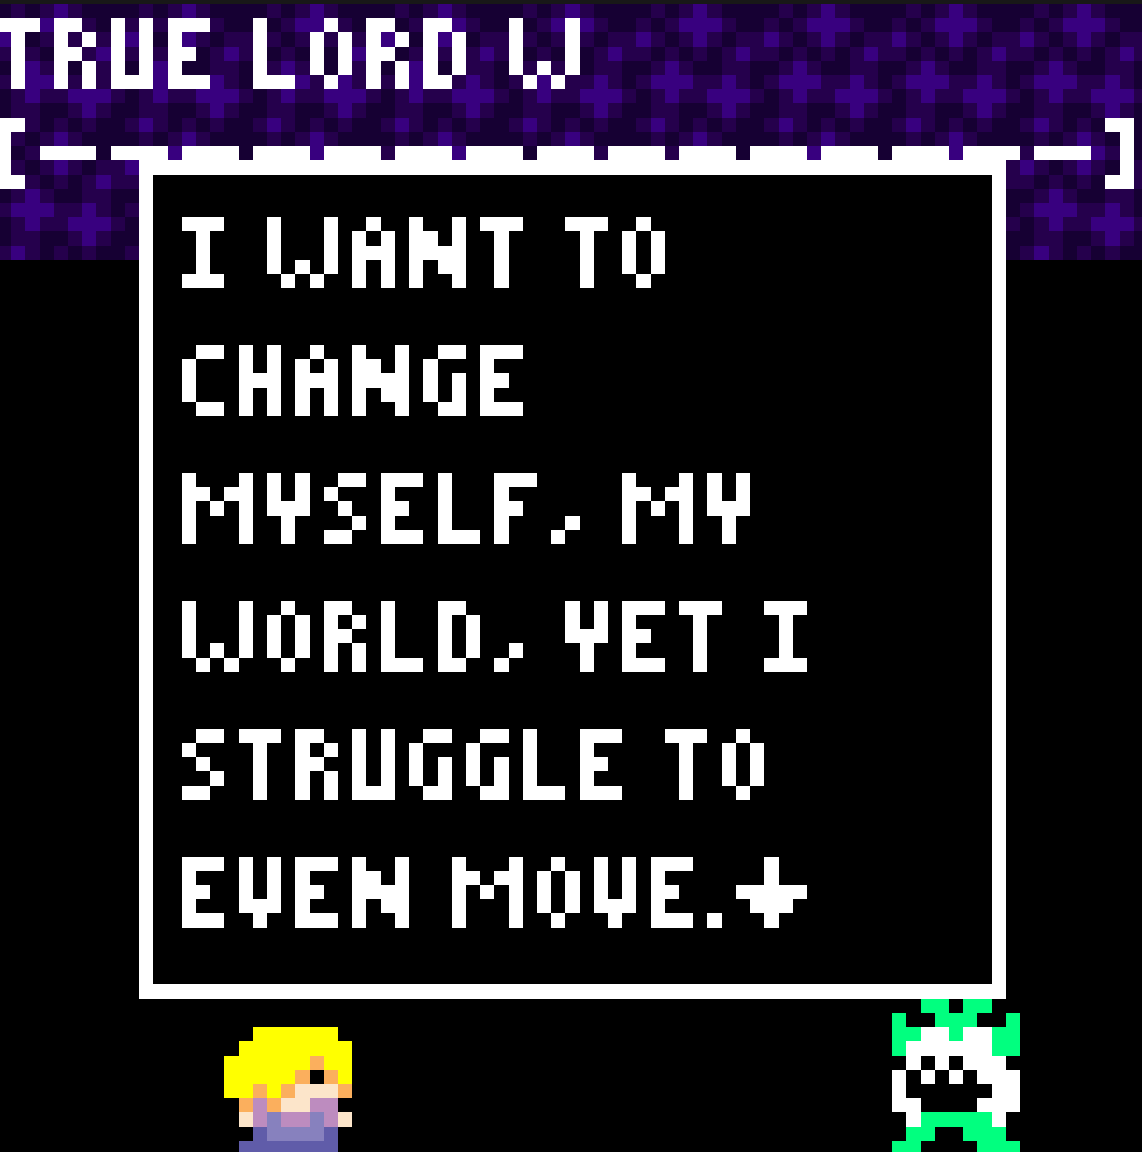 TRUE LORD W
[--------------- ]
I WANT TO
CHANGE
MYSELF, MY
WORLD, YET I
STRUGGLE TO
EVEN MOVE.